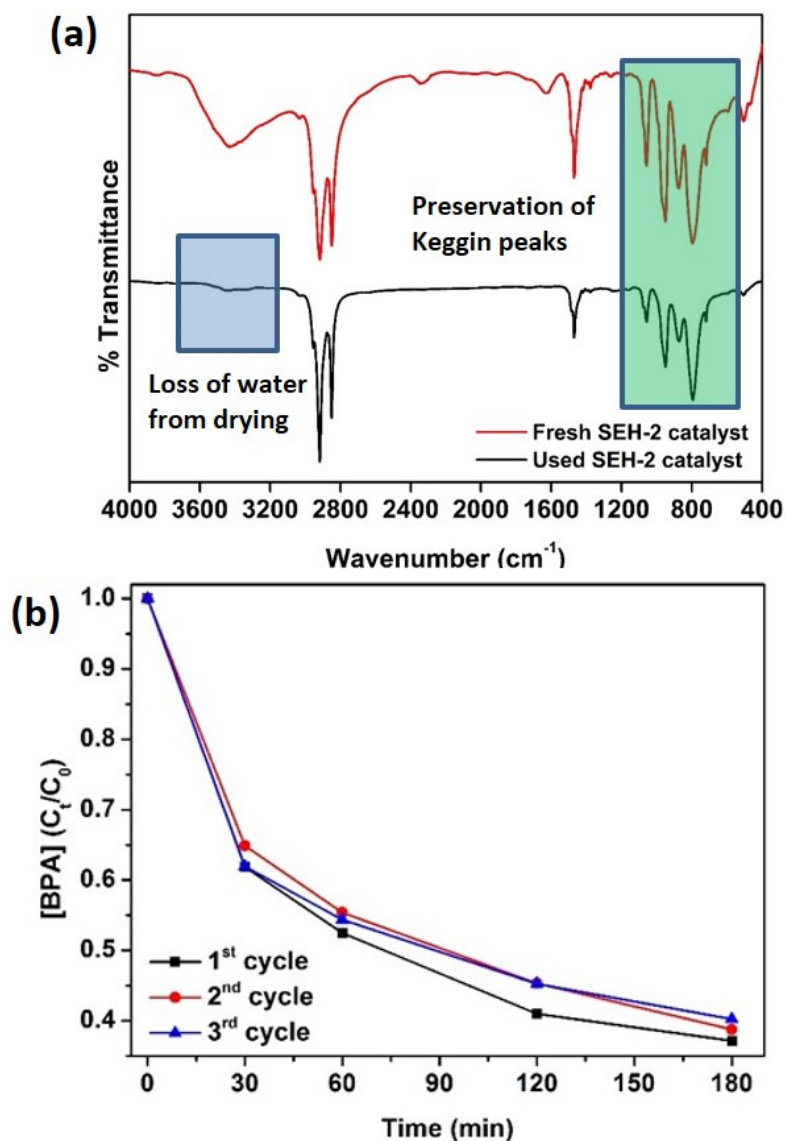 (a)
% Transmittance
Preservation of
Keggin peaks
Loss of water
from drying
Fresh SEH-2 catalyst
Used SEH-2 catalyst
4000 3600 3200 2800 2400 2000 1600 1200 800 400
Wavenumber (cm⁻¹)
(b)
[BPA] (Cₜ/C₀)
1.0
0.9
0.8
0.7
0.6
0.5
0.4
1ˢᵗ cycle
2ⁿᵈ cycle
3ʳᵈ cycle
0 30 60 90 120 150 180
Time (min)